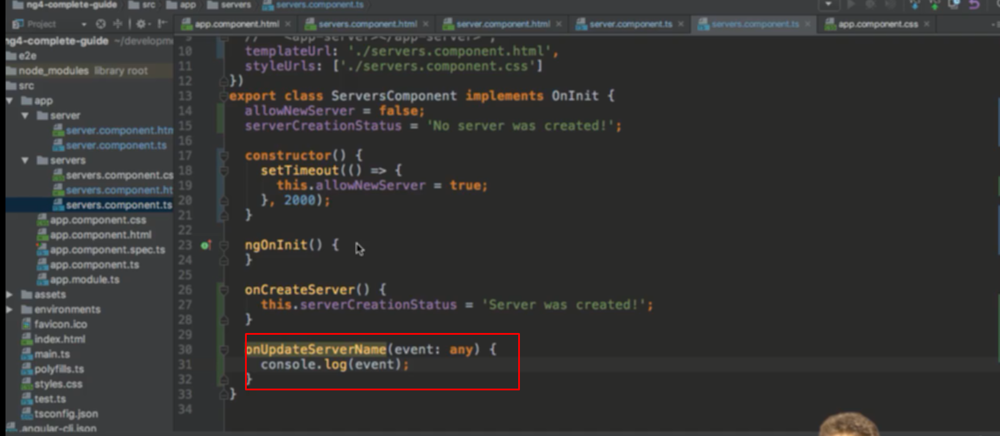 ng4-complete-guide src app servers servers.component.ts
Project app.component.html servers.component.html server.component.html server.component.ts servers.component.ts app.component.css
ng4-complete-guide ~/developme
e2e
node_modules library root
src
app
server
server.component.htm
server.component.ts
servers
servers.component.cs
servers.component.ht
servers.component.ts
app.component.css
app.component.html
app.component.spec.ts
app.component.ts
app.module.ts
assets
environments
favicon.ico
index.html
main.ts
polyfills.ts
styles.css
test.ts
tsconfig.json
.angular-cli.json
9 // <app-server></app-server>`,
10 templateUrl: './servers.component.html',
11 styleUrls: ['./servers.component.css']
12 })
13 export class ServersComponent implements OnInit {
14 allowNewServer = false;
15 serverCreationStatus = 'No server was created!';
16
17 constructor() {
18 setTimeout(() => {
19 this.allowNewServer = true;
20 }, 2000);
21 }
22
23 ngOnInit() {
24 }
25
26 onCreateServer() {
27 this.serverCreationStatus = 'Server was created!';
28 }
29
30 onUpdateServerName(event: any) {
31 console.log(event);
32 }
33 }
34